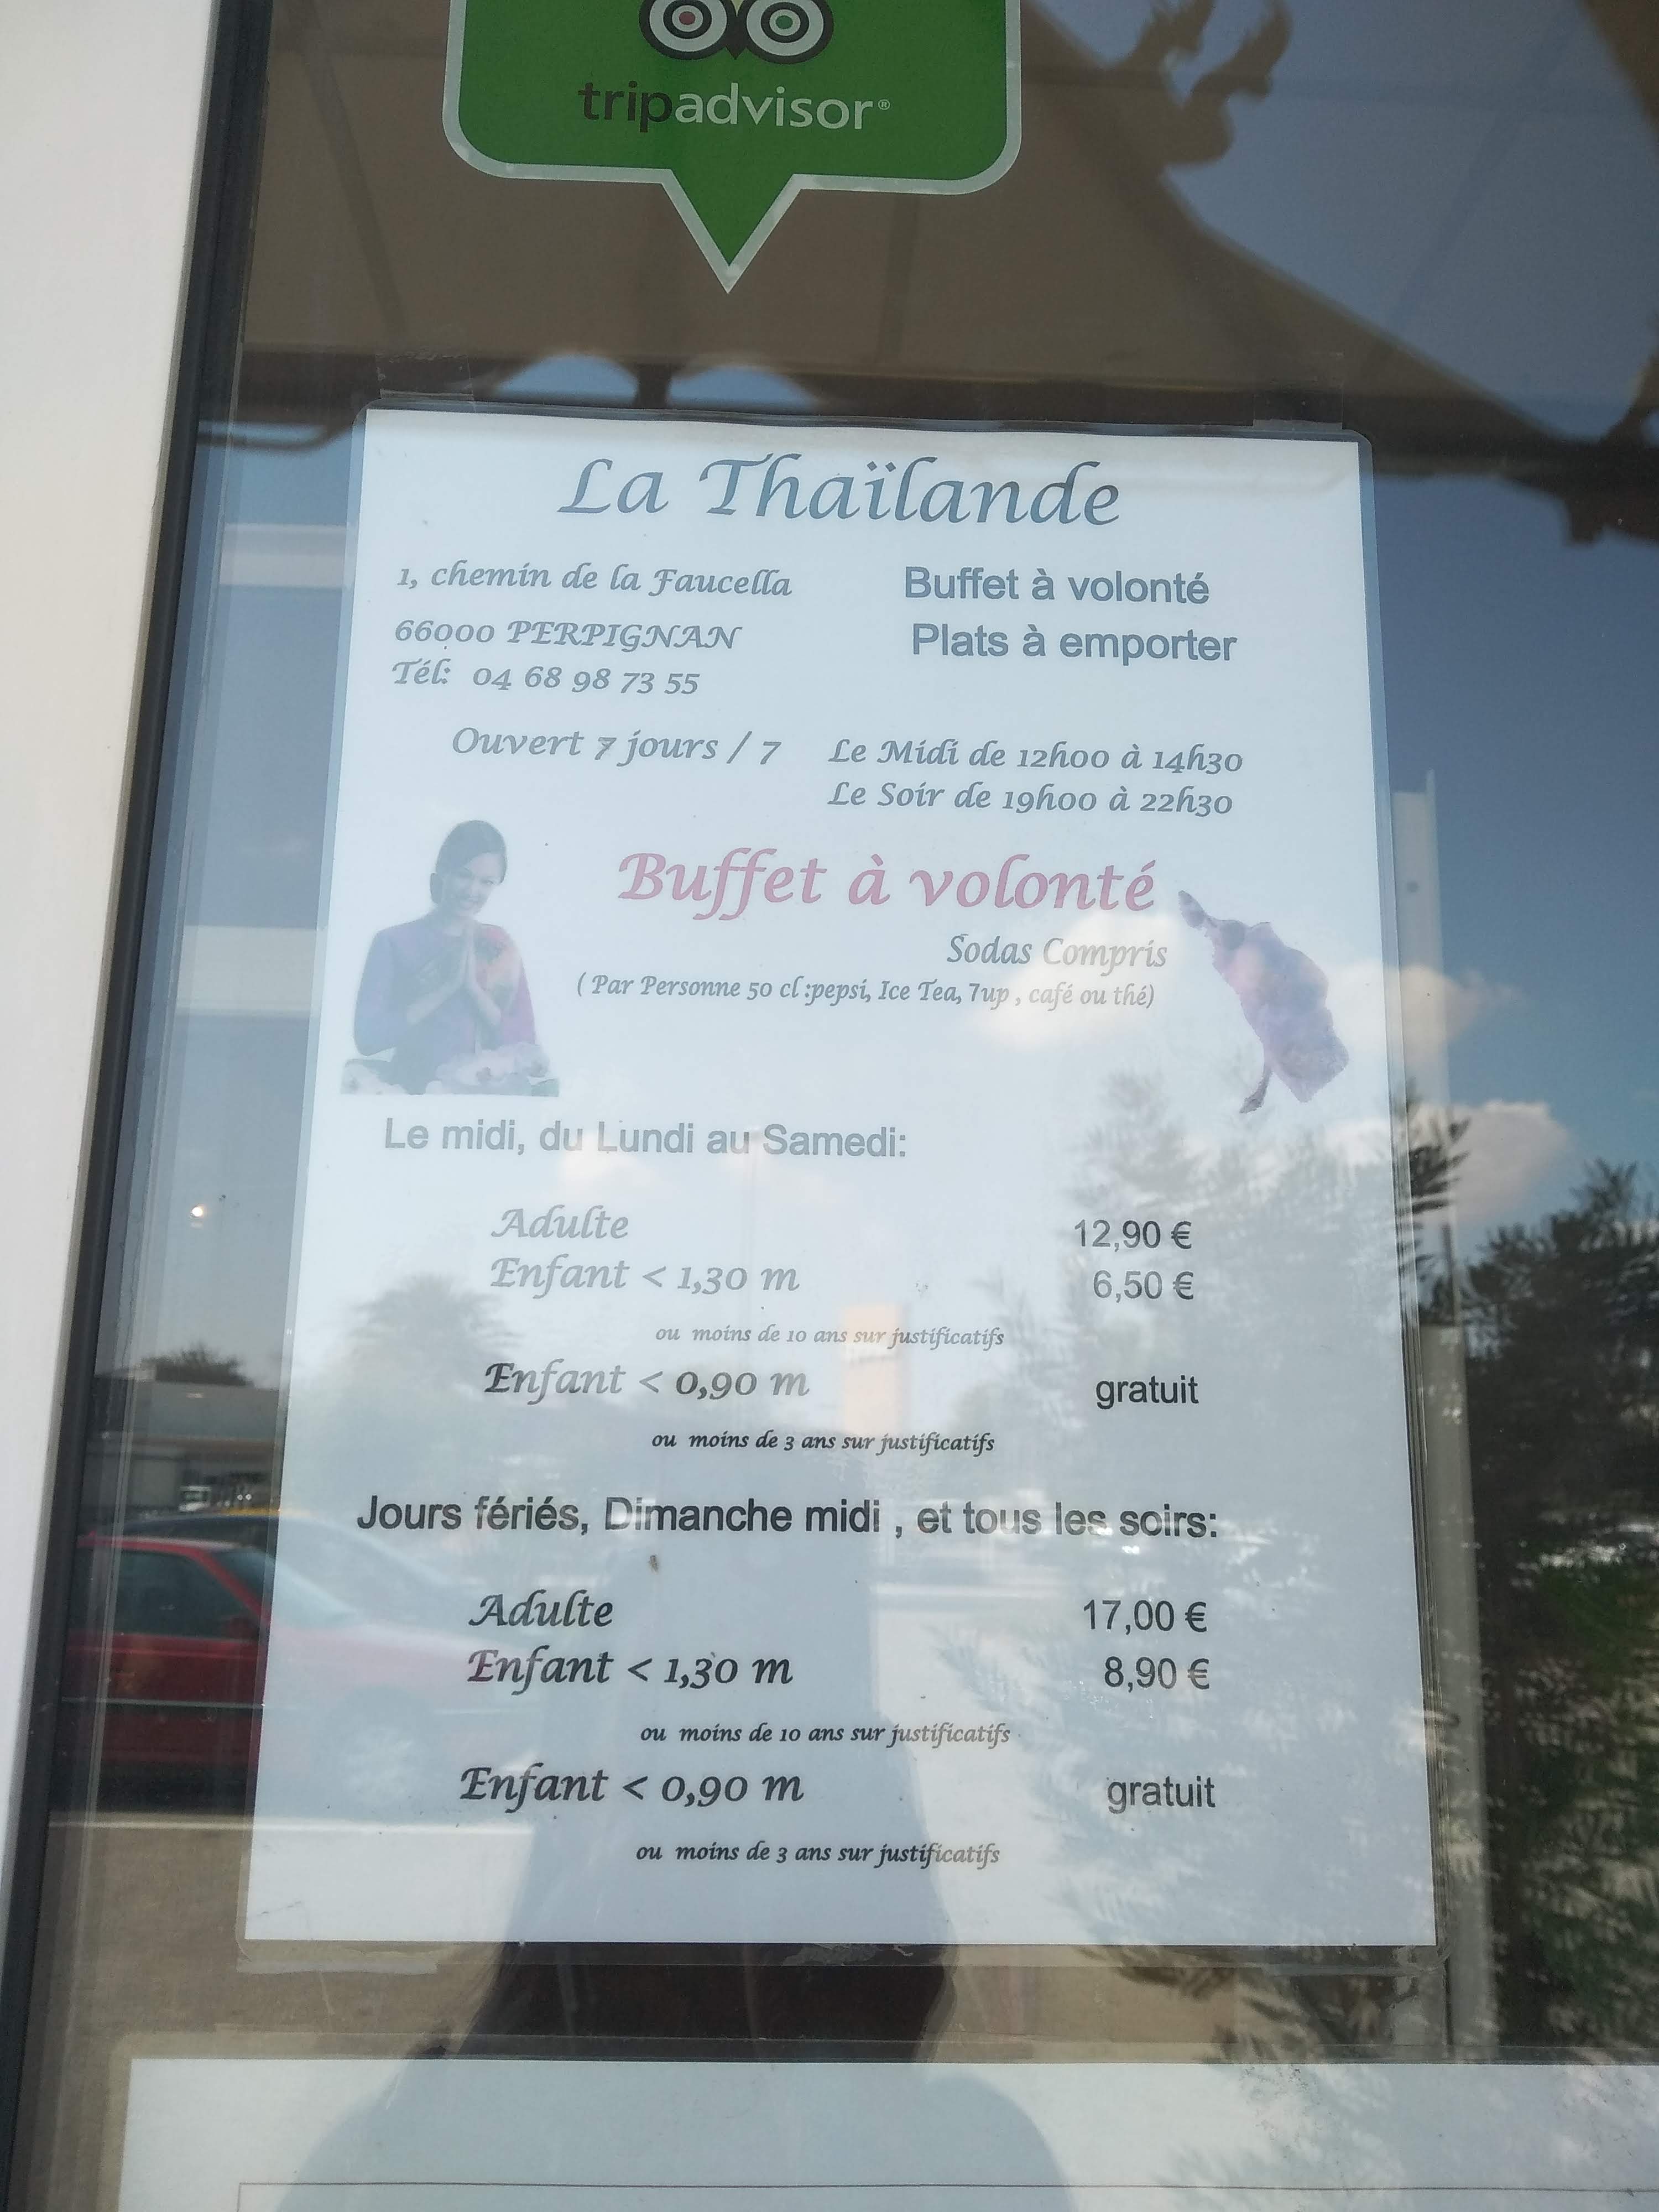 tripadvisor®
La Thaïlande
1, chemin de la Faucella
Buffet à volonté
66000 PERPIGNAN
Plats à emporter
Tél: 04 68 98 73 55
Ouvert 7 jours / 7 Le Midi de 12h00 à 14h30
Le Soir de 19h00 à 22h30
Buffet à volonté
Sodas Compris
( Par Personne 50 cl :pepsi, Ice Tea, 7up , café ou thé)
Le midi, du Lundi au Samedi:
Adulte 12,90 €
Enfant < 1,30 m 6,50 €
ou moins de 10 ans sur justificatifs
Enfant < 0,90 m gratuit
ou moins de 3 ans sur justificatifs
Jours fériés, Dimanche midi , et tous les soirs:
Adulte 17,00 €
Enfant < 1,30 m 8,90 €
ou moins de 10 ans sur justificatifs
Enfant < 0,90 m gratuit
ou moins de 3 ans sur justificatifs